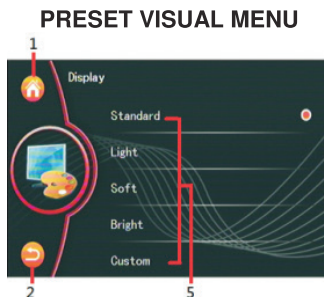 PRESET VISUAL MENU
1
Display
Standard
Light
Soft
Bright
Custom
2 5